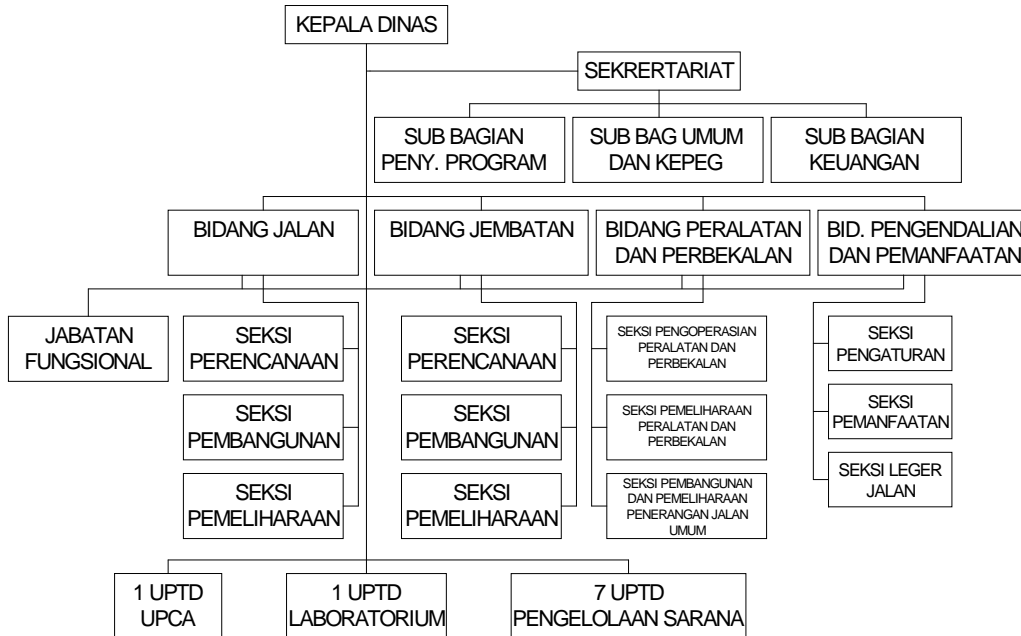 KEPALA DINAS
SEKRERTARIAT
SUB BAGIAN
PENY. PROGRAM
SUB BAG UMUM
DAN KEPEG
SUB BAGIAN
KEUANGAN
BIDANG JALAN
BIDANG JEMBATAN
BIDANG PERALATAN
DAN PERBEKALAN
BID. PENGENDALIAN
DAN PEMANFAATAN
JABATAN
FUNGSIONAL
SEKSI
PERENCANAAN
SEKSI
PERENCANAAN
SEKSI PENGOPERASIAN
PERALATAN DAN
PERBEKALAN
SEKSI
PENGATURAN
SEKSI
PEMBANGUNAN
SEKSI
PEMBANGUNAN
SEKSI PEMELIHARAAN
PERALATAN DAN
PERBEKALAN
SEKSI
PEMANFAATAN
SEKSI
PEMELIHARAAN
SEKSI
PEMELIHARAAN
SEKSI PEMBANGUNAN
DAN PEMELIHARAAN
PENERANGAN JALAN
UMUM
SEKSI LEGER
JALAN
1 UPTD
UPCA
1 UPTD
LABORATORIUM
7 UPTD
PENGELOLAAN SARANA